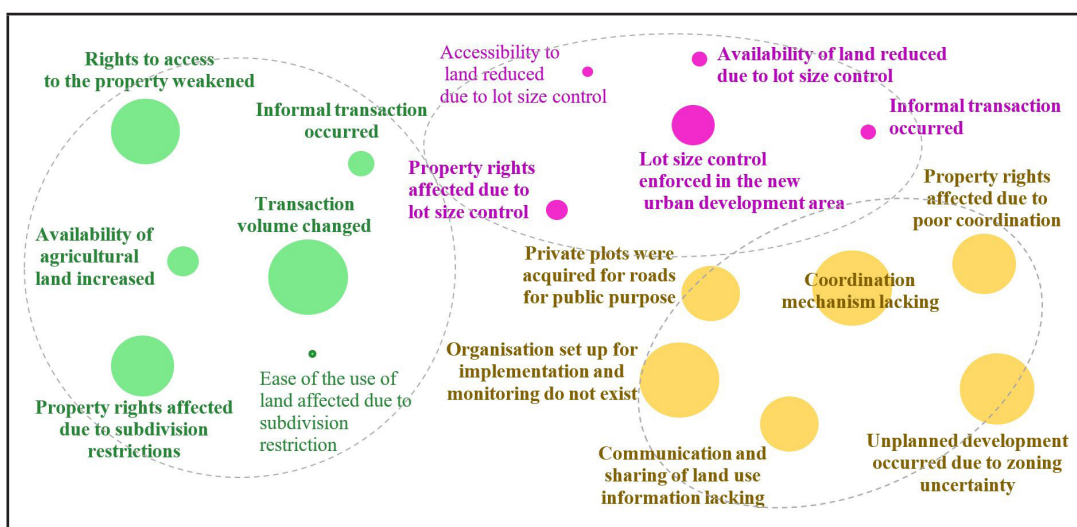 Rights to access
to the property weakened
Informal transaction
occurred
Transaction
volume changed
Availability of
agricultural
land increased
Property rights affected
due to subdivision
restrictions
Ease of the use of
land affected due to
subdivision
restriction
Accessibility to
land reduced
due to lot size control
Availability of land reduced
due to lot size control
Informal transaction
occurred
Lot size control
enforced in the new
urban development area
Property rights
affected due to
lot size control
Property rights
affected due to
poor coordination
Private plots were
acquired for roads
for public purpose
Coordination
mechanism lacking
Organisation set up for
implementation and
monitoring do not exist
Communication and
sharing of land use
information lacking
Unplanned development
occurred due to zoning
uncertainty